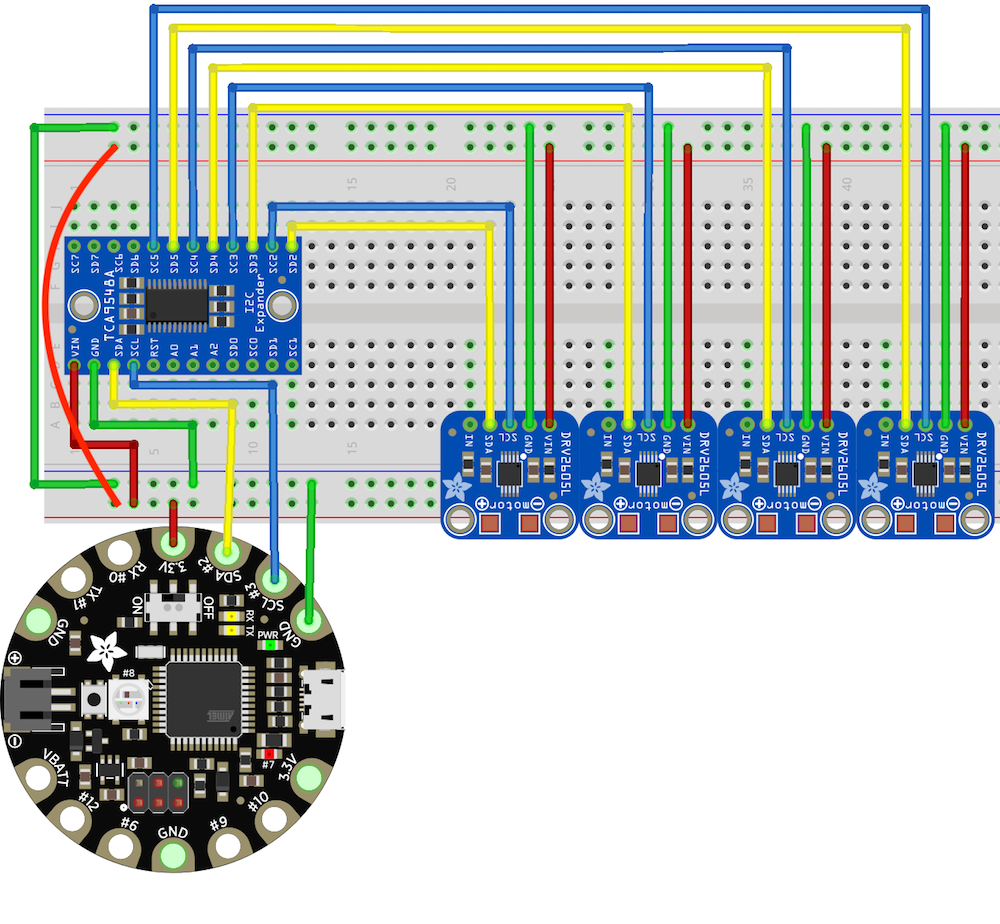 15
20
35
40
J
I
G
F
SC7 SD7 SC6 SD6 SC5 SD5 SC4 SD4 SC3 SD3 SC2 SD2
TCA9548A
I2C
Expander
VIN GND SDA SCL RST A0 A1 A2 SD0 SC0 SD1 SC1
E
C
B
A
5
10
15
IN SDA SCL GND VIN
DRV2605L
motor
IN SDA SCL GND VIN
DRV2605L
motor
IN SDA SCL GND VIN
DRV2605L
motor
IN SDA SCL GND VIN
DRV2605L
motor
TX #1
RX #0
3.3V
SDA #2
SCL #3
GND
GND
ON
OFF
RX TX
PWR
#8
ATMEL
#7
3.3V
VBATT
#12
#6
GND
#9
#10